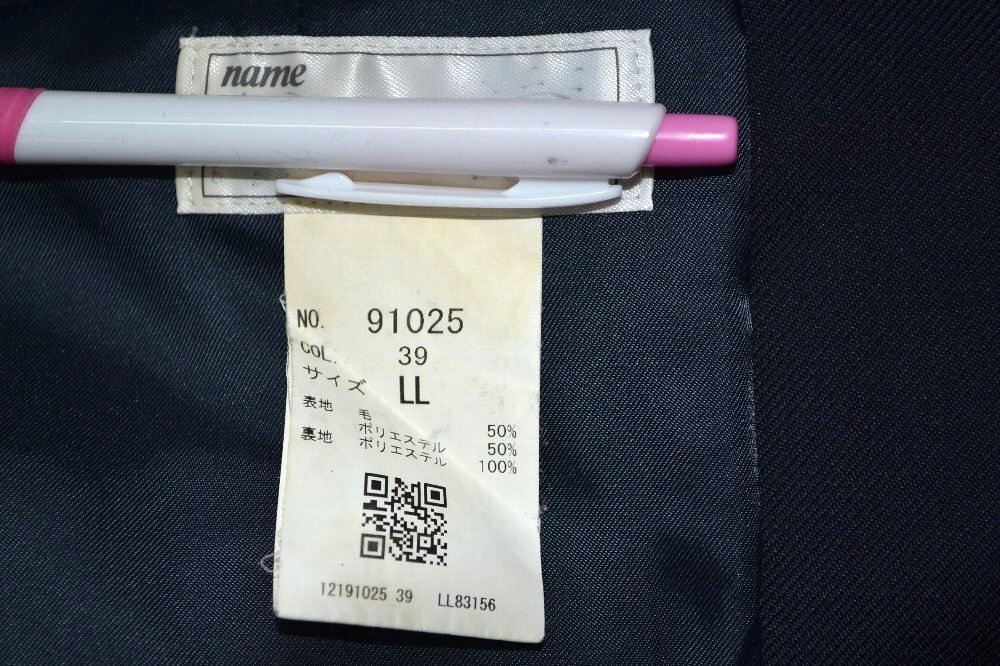 name
NO. 91025
COL. 39
サイズ LL
表地 毛 50%
ポリエステル 50%
裏地 ポリエステル 100%
12191025 39 LL83156